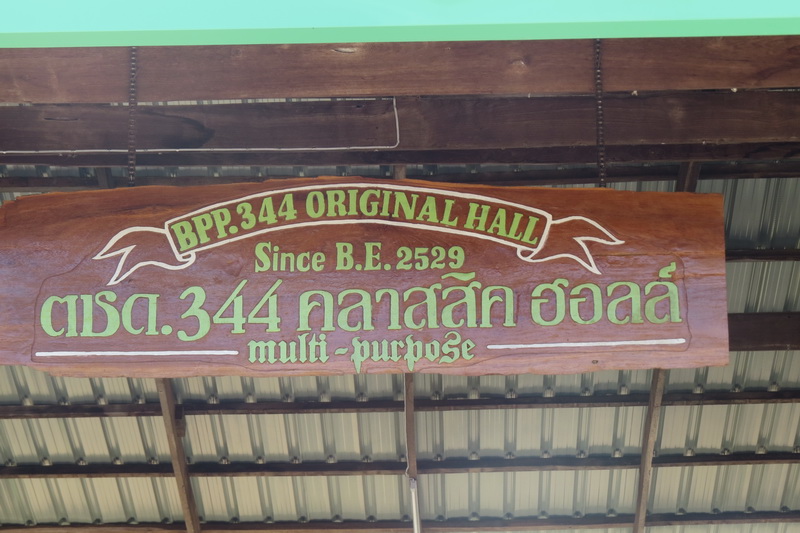 BPP.344 ORIGINAL HALL
Since B.E. 2529
ตชด.344 คลาสสิค ฮอลล์
multi-purpose